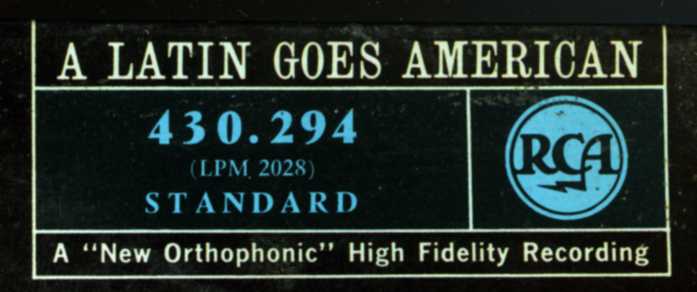 A LATIN GOES AMERICAN
430.294
(LPM 2028)
STANDARD
RCA
A "New Orthophonic" High Fidelity Recording